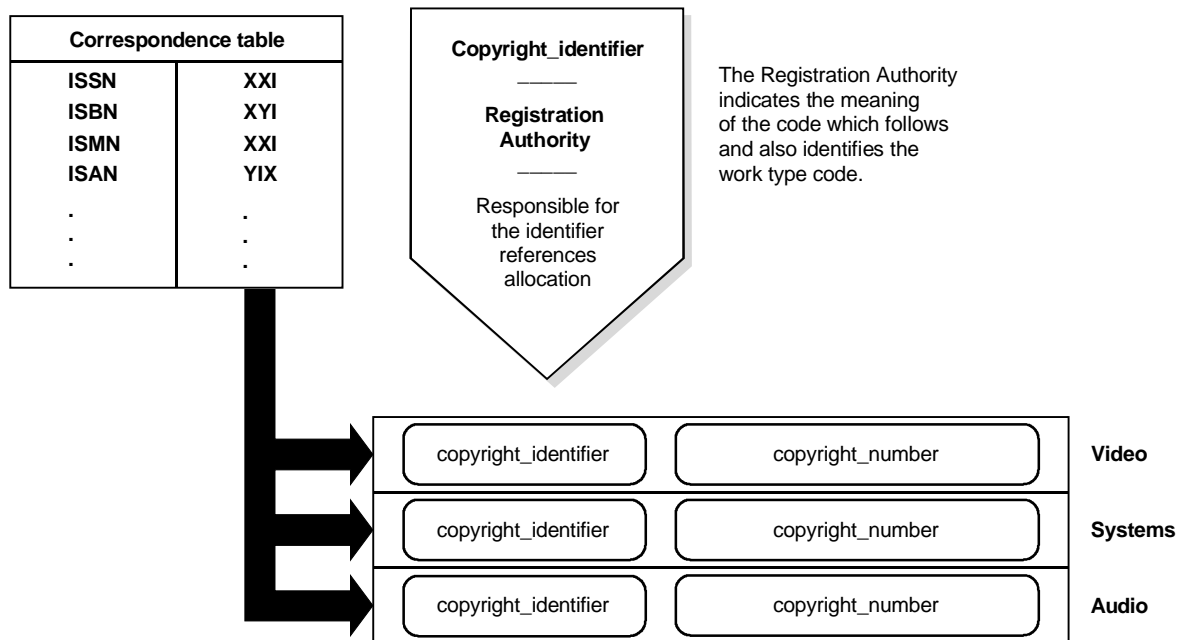 Correspondence table
ISSN XXI
ISBN XYI
ISMN XXI
ISAN YIX
. .
. .
. .
Copyright_identifier
_____
Registration
Authority
_____
Responsible for
the identifier
references
allocation
The Registration Authority
indicates the meaning
of the code which follows
and also identifies the
work type code.
copyright_identifier copyright_number Video
copyright_identifier copyright_number Systems
copyright_identifier copyright_number Audio